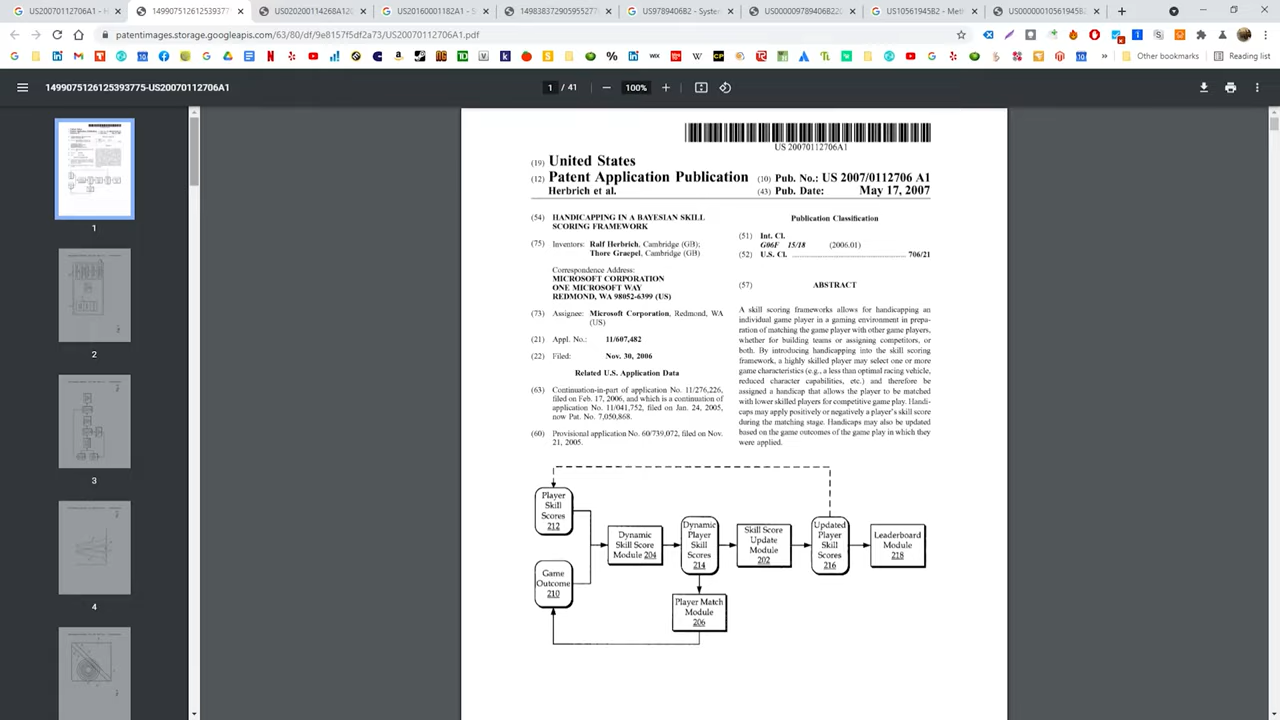 US20070112706A1 - H
14990751261253937
US020200114268A120
US20160001182A1 - S
1498383729059552770
US9789406B2 - System
US000009789406B220
US10561945B2 - Meth
US000000010561945B2
patentimages.storage.googleapis.com/63/80/df/9e8157f5df2a73/US20070112706A1.pdf
Other bookmarks
Reading list
1499075126125393775-US20070112706A1
1 / 41
100%
1
2
3
4
US 20070112706A1
(19) United States
(12) Patent Application Publication
(10) Pub. No.: US 2007/0112706 A1
Herbrich et al.
(43) Pub. Date: May 17, 2007
(54) HANDICAPPING IN A BAYESIAN SKILL
SCORING FRAMEWORK
(75) Inventors: Ralf Herbrich, Cambridge (GB);
Thore Graepel, Cambridge (GB)
Correspondence Address:
MICROSOFT CORPORATION
ONE MICROSOFT WAY
REDMOND, WA 98052-6399 (US)
(73) Assignee: Microsoft Corporation, Redmond, WA
(US)
(21) Appl. No.: 11/607,482
(22) Filed: Nov. 30, 2006
Related U.S. Application Data
(63) Continuation-in-part of application No. 11/276,226,
filed on Feb. 17, 2006, and which is a continuation of
application No. 11/041,752, filed on Jan. 24, 2005,
now Pat. No. 7,050,868.
(60) Provisional application No. 60/739,072, filed on Nov.
21, 2005.
Publication Classification
(51) Int. Cl.
G06F 15/18 (2006.01)
(52) U.S. Cl. 706/21
(57) ABSTRACT
A skill scoring frameworks allows for handicapping an
individual game player in a gaming environment in prepa-
ration of matching the game player with other game players,
whether for building teams or assigning competitors, or
both. By introducing handicapping into the skill scoring
framework, a highly skilled player may select one or more
game characteristics (e.g., a less than optimal racing vehicle,
reduced character capabilities, etc.) and therefore be
assigned a handicap that allows the player to be matched
with lower skilled players for competitive game play. Handi-
caps may apply positively or negatively a player's skill score
during the matching stage. Handicaps may also be updated
based on the game outcomes of the game play in which they
were applied.
Player
Skill
Scores
212
Game
Outcome
210
Dynamic
Skill Score
Module 204
Dynamic
Player
Skill
Scores
214
Player Match
Module
206
Skill Score
Update
Module
202
Updated
Player
Skill
Scores
216
Leaderboard
Module
218